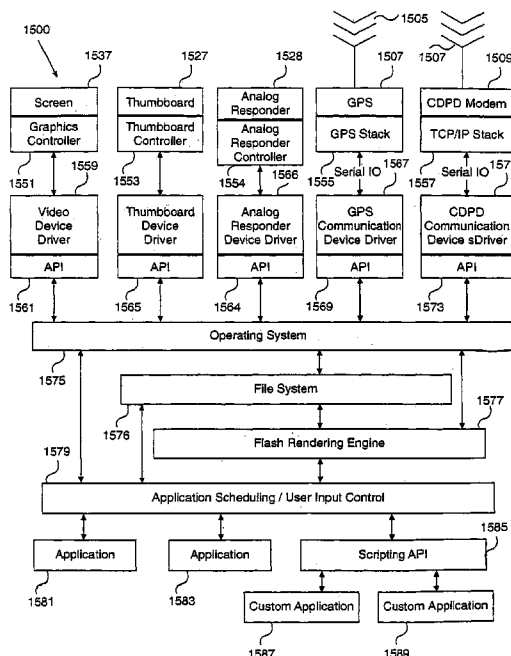 1505
1500
1537
1527
1528
1507
1507
1509
Screen
Thumbboard
Analog Responder
GPS
CDPD Modem
Graphics Controller
Thumbboard Controller
Analog Responder Controller
GPS Stack
TCP/IP Stack
1551
1559
1553
1554
1566
1555
Serial IO
1567
1557
Serial IO
157
Video Device Driver
Thumbboard Device Driver
Analog Responder Device Driver
GPS Communication Device Driver
CDPD Communication Device sDriver
API
API
API
API
API
1561
1565
1564
1569
1573
Operating System
1575
File System
1576
1577
Flash Rendering Engine
1579
Application Scheduling / User Input Control
1585
Application
Application
Scripting API
1581
1583
Custom Application
Custom Application
1587
1589